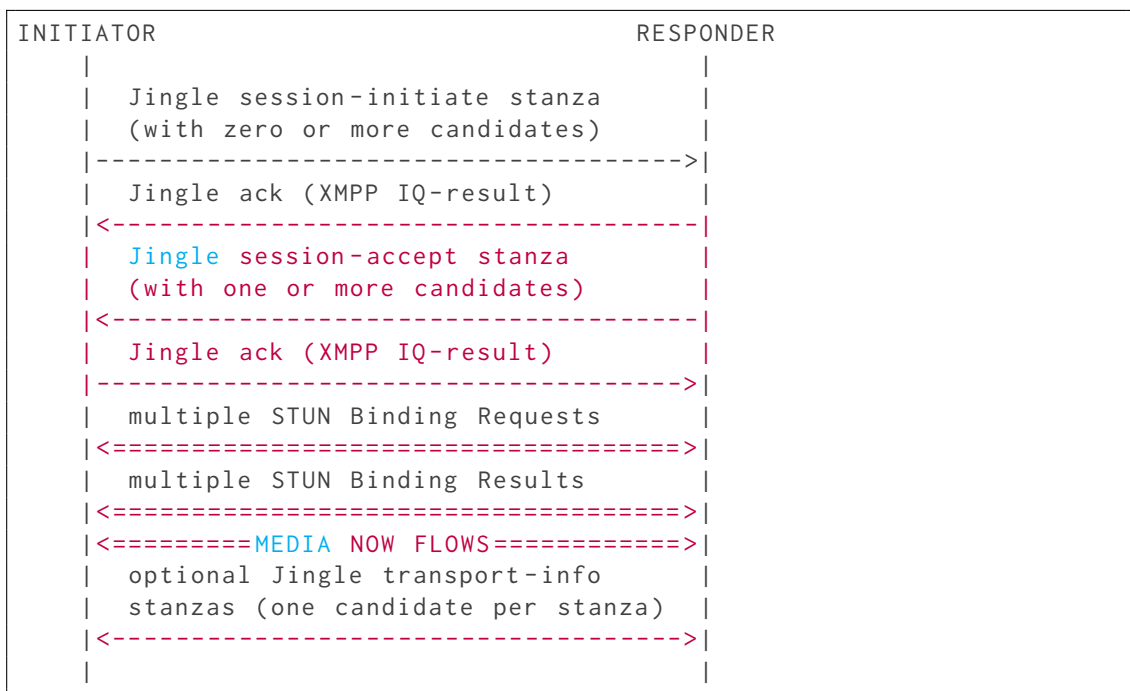 INITIATOR                              RESPONDER
    |                                      |
    |  Jingle session-initiate stanza      |
    |  (with zero or more candidates)      |
    |------------------------------------->|
    |  Jingle ack (XMPP IQ-result)         |
    |<-------------------------------------|
    |  Jingle session-accept stanza        |
    |  (with one or more candidates)       |
    |<-------------------------------------|
    |  Jingle ack (XMPP IQ-result)         |
    |------------------------------------->|
    |  multiple STUN Binding Requests      |
    |<====================================>|
    |  multiple STUN Binding Results       |
    |<====================================>|
    |<=========MEDIA NOW FLOWS============>|
    |  optional Jingle transport-info      |
    |  stanzas (one candidate per stanza)  |
    |<------------------------------------>|
    |                                      |